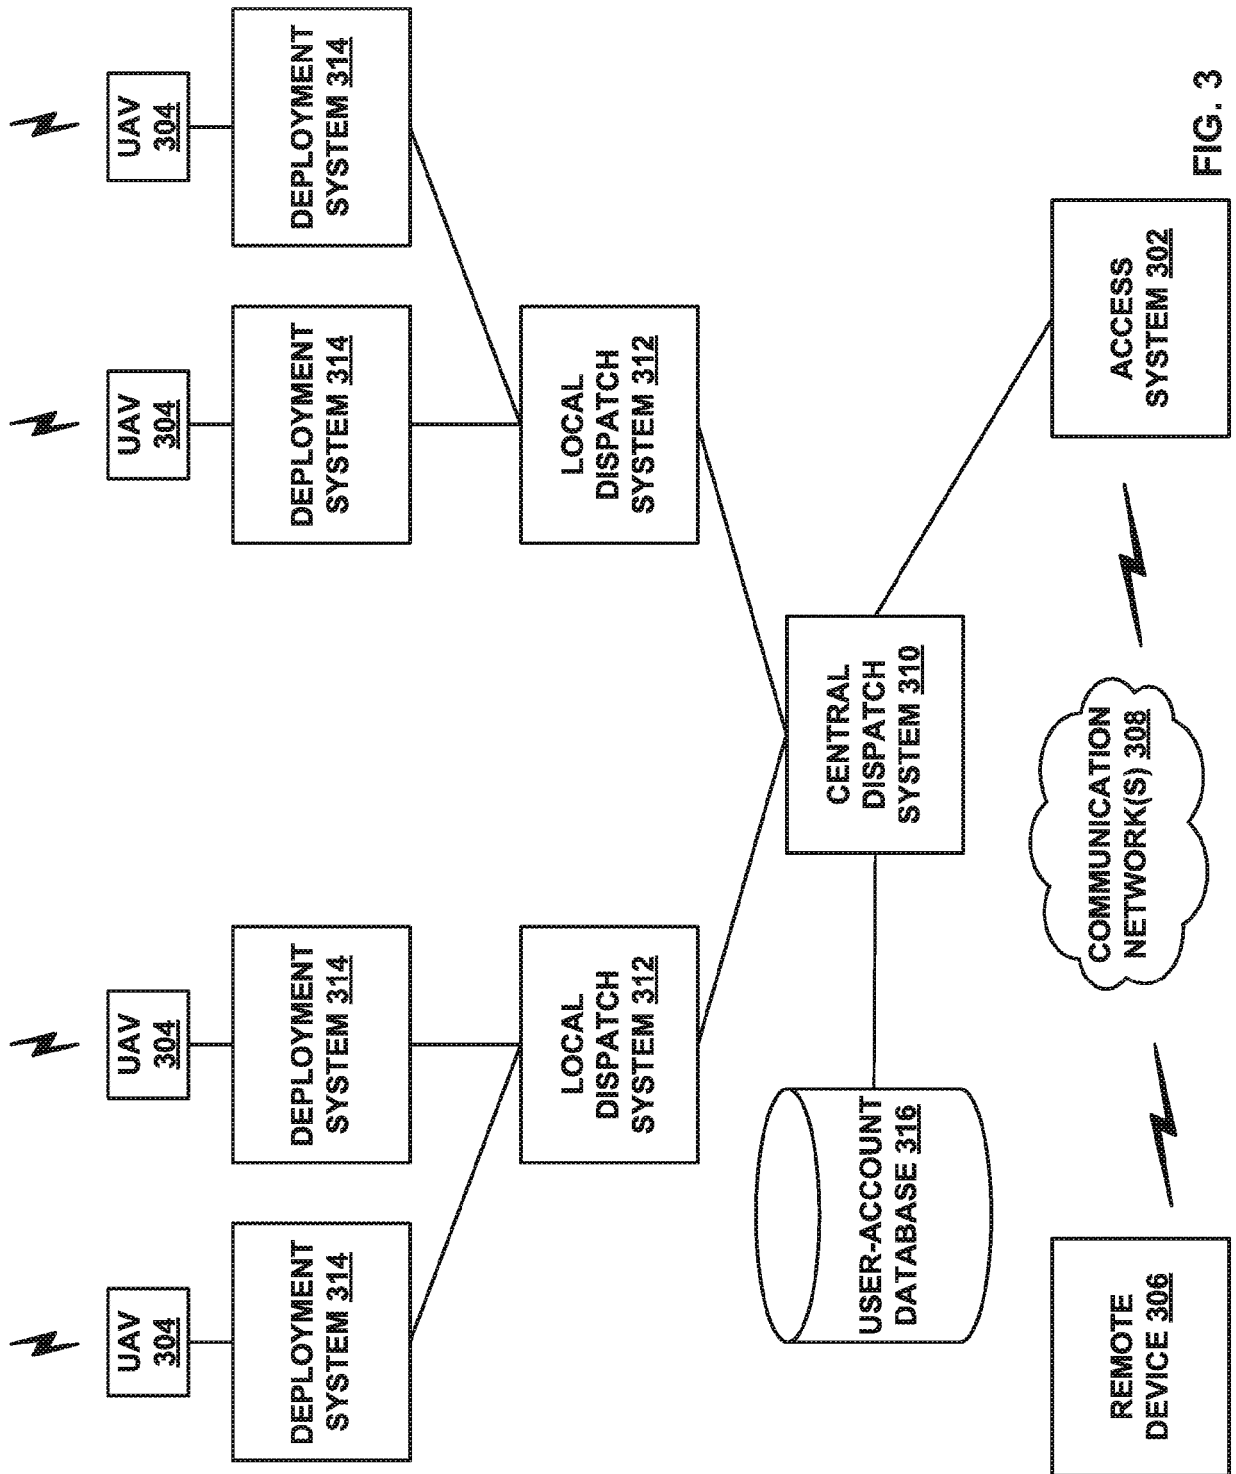 UAV
304
UAV
304
UAV
304
UAV
304
DEPLOYMENT
SYSTEM 314
DEPLOYMENT
SYSTEM 314
DEPLOYMENT
SYSTEM 314
DEPLOYMENT
SYSTEM 314
LOCAL
DISPATCH
SYSTEM 312
LOCAL
DISPATCH
SYSTEM 312
USER-ACCOUNT
DATABASE 316
CENTRAL
DISPATCH
SYSTEM 310
REMOTE
DEVICE 306
COMMUNICATION
NETWORK(S) 308
ACCESS
SYSTEM 302
FIG. 3